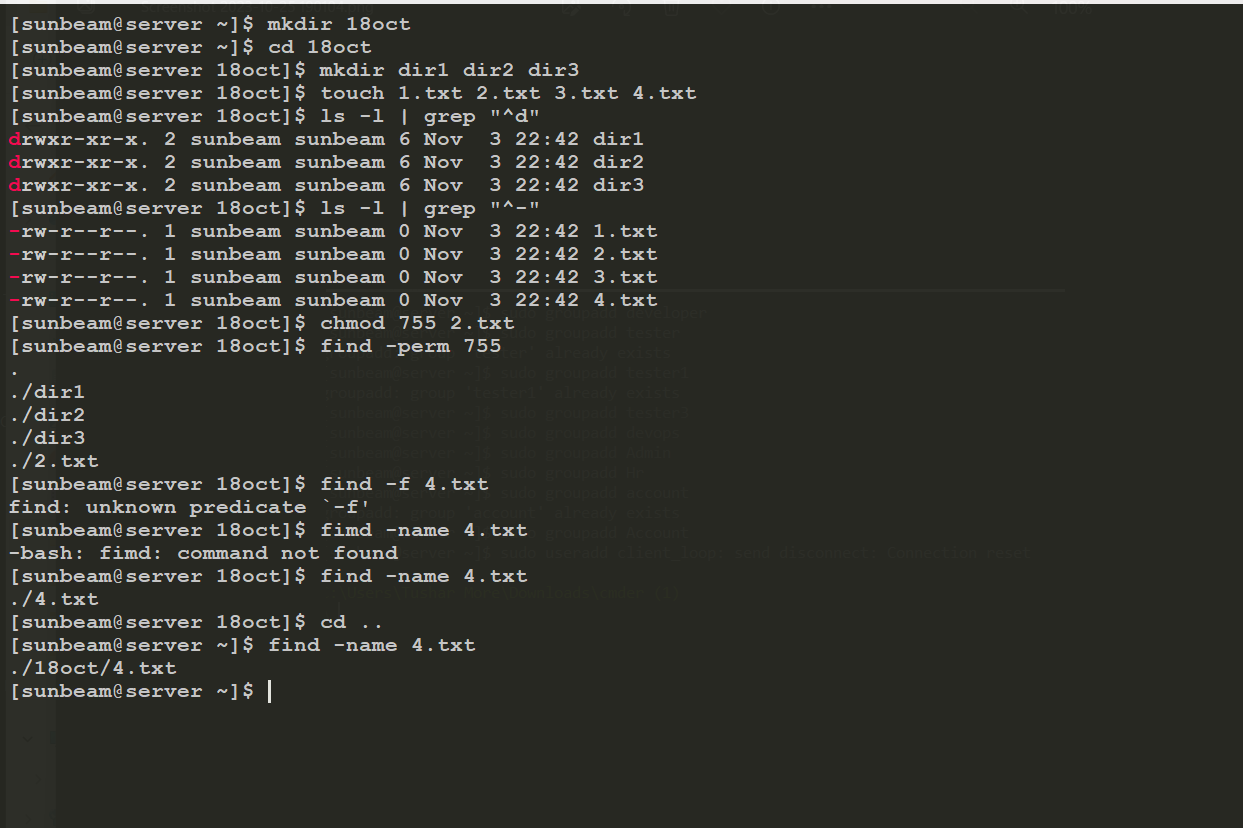 [sunbeam@server ~]$ mkdir 18oct
[sunbeam@server ~]$ cd 18oct
[sunbeam@server 18oct]$ mkdir dir1 dir2 dir3
[sunbeam@server 18oct]$ touch 1.txt 2.txt 3.txt 4.txt
[sunbeam@server 18oct]$ ls -l | grep "^d"
drwxr-xr-x. 2 sunbeam sunbeam 6 Nov  3 22:42 dir1
drwxr-xr-x. 2 sunbeam sunbeam 6 Nov  3 22:42 dir2
drwxr-xr-x. 2 sunbeam sunbeam 6 Nov  3 22:42 dir3
[sunbeam@server 18oct]$ ls -l | grep "^-"
-rw-r--r--. 1 sunbeam sunbeam 0 Nov  3 22:42 1.txt
-rw-r--r--. 1 sunbeam sunbeam 0 Nov  3 22:42 2.txt
-rw-r--r--. 1 sunbeam sunbeam 0 Nov  3 22:42 3.txt
-rw-r--r--. 1 sunbeam sunbeam 0 Nov  3 22:42 4.txt
[sunbeam@server 18oct]$ chmod 755 2.txt
[sunbeam@server 18oct]$ find -perm 755
.
./dir1
./dir2
./dir3
./2.txt
[sunbeam@server 18oct]$ find -f 4.txt
find: unknown predicate `-f'
[sunbeam@server 18oct]$ fimd -name 4.txt
-bash: fimd: command not found
[sunbeam@server 18oct]$ find -name 4.txt
./4.txt
[sunbeam@server 18oct]$ cd ..
[sunbeam@server ~]$ find -name 4.txt
./18oct/4.txt
[sunbeam@server ~]$